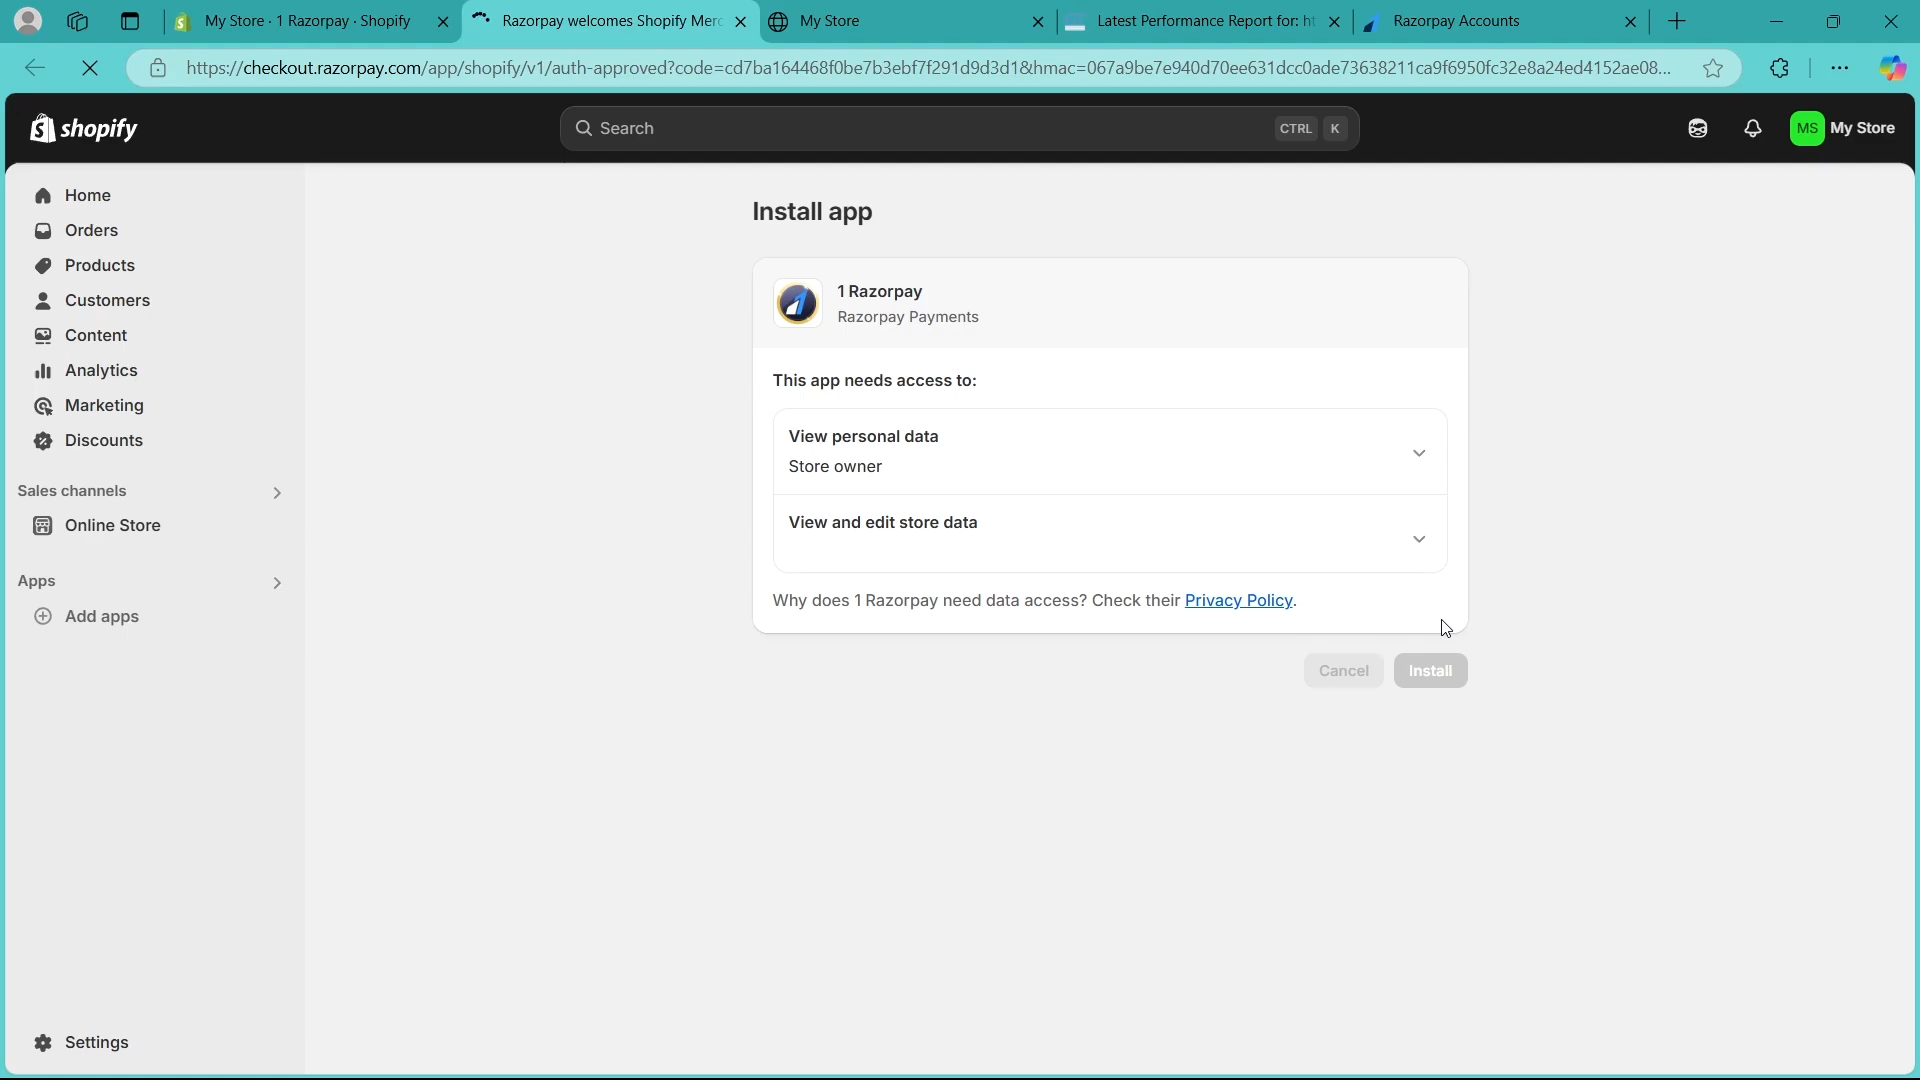 My Store · 1 Razorpay · Shopify
Razorpay welcomes Shopify Merc
My Store
Latest Performance Report for: ht
Razorpay Accounts
https://checkout.razorpay.com/app/shopify/v1/auth-approved?code=cd7ba164468f0be7b3ebf7f291d9d3d1&hmac=067a9be7e940d70ee631dcc0ade73638211ca9f6950fc32e8a24ed4152ae08...
shopify
Search
CTRL K
MS My Store
Home
Orders
Products
Customers
Content
Analytics
Marketing
Discounts
Sales channels
Online Store
Apps
Add apps
Settings
Install app
1 Razorpay
Razorpay Payments
This app needs access to:
View personal data
Store owner
View and edit store data
Why does 1 Razorpay need data access? Check their Privacy Policy.
Cancel
Install